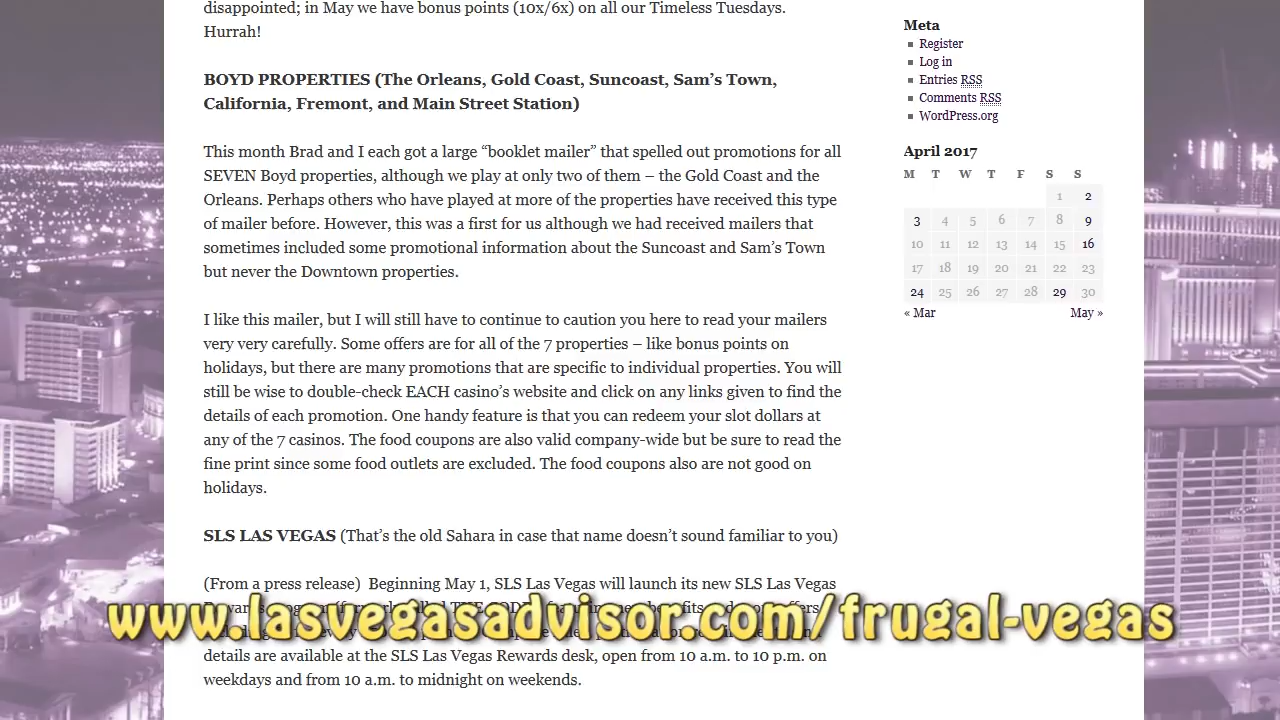 disappointed; in May we have bonus points (10x/6x) on all our Timeless Tuesdays.
Hurrah!
BOYD PROPERTIES (The Orleans, Gold Coast, Suncoast, Sam's Town,
California, Fremont, and Main Street Station)
This month Brad and I each got a large “booklet mailer” that spelled out promotions for all
SEVEN Boyd properties, although we play at only two of them – the Gold Coast and the
Orleans. Perhaps others who have played at more of the properties have received this type
of mailer before. However, this was a first for us although we had received mailers that
sometimes included some promotional information about the Suncoast and Sam's Town
but never the Downtown properties.
I like this mailer, but I will still have to continue to caution you here to read your mailers
very very carefully. Some offers are for all of the 7 properties – like bonus points on
holidays, but there are many promotions that are specific to individual properties. You will
still be wise to double-check EACH casino's website and click on any links given to find the
details of each promotion. One handy feature is that you can redeem your slot dollars at
any of the 7 casinos. The food coupons are also valid company-wide but be sure to read the
fine print since some food outlets are excluded. The food coupons also are not good on
holidays.
SLS LAS VEGAS (That's the old Sahara in case that name doesn't sound familiar to you)
(From a press release) Beginning May 1, SLS Las Vegas will launch its new SLS Las Vegas
www.lasvegasadvisor.com/frugal-vegas
details are available at the SLS Las Vegas Rewards desk, open from 10 a.m. to 10 p.m. on
weekdays and from 10 a.m. to midnight on weekends.
Meta
Register
Log in
Entries RSS
Comments RSS
WordPress.org
April 2017
M T W T F S S
1 2
3 4 5 6 7 8 9
10 11 12 13 14 15 16
17 18 19 20 21 22 23
24 25 26 27 28 29 30
« Mar May »